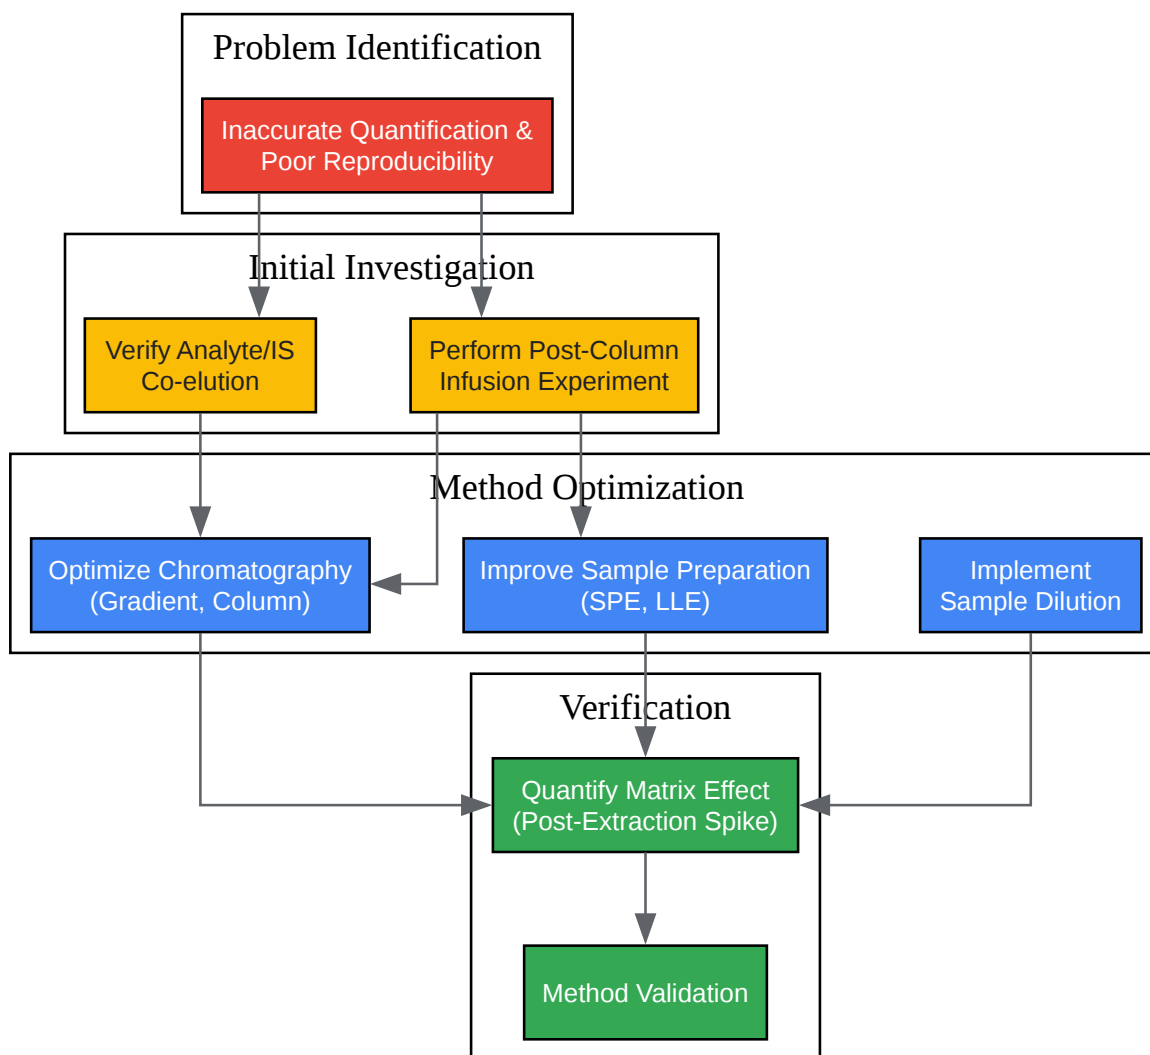 Problem Identification
Inaccurate Quantification &
Poor Reproducibility
Initial Investigation
Verify Analyte/IS
Co-elution
Perform Post-Column
Infusion Experiment
Method Optimization
Optimize Chromatography
(Gradient, Column)
Improve Sample Preparation
(SPE, LLE)
Implement
Sample Dilution
Verification
Quantify Matrix Effect
(Post-Extraction Spike)
Method Validation